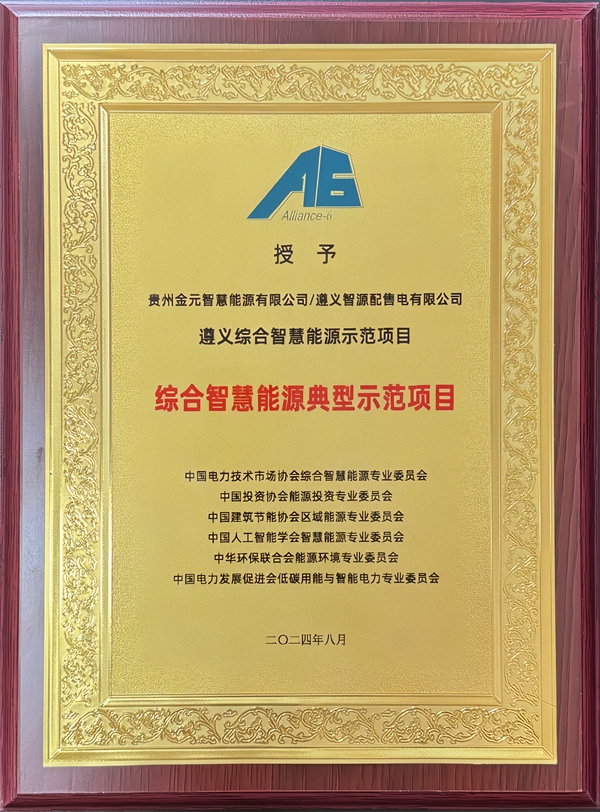 A6
Alliance-6
授予
贵州金元智慧能源有限公司/遵义智源配售电有限公司
遵义综合智慧能源示范项目
综合智慧能源典型示范项目
中国电力技术市场协会综合智慧能源专业委员会
中国投资协会能源投资专业委员会
中国建筑节能协会区域能源专业委员会
中国人工智能学会智慧能源专业委员会
中华环保联合会能源环境专业委员会
中国电力发展促进会低碳用能与智能电力专业委员会
二〇二四年八月